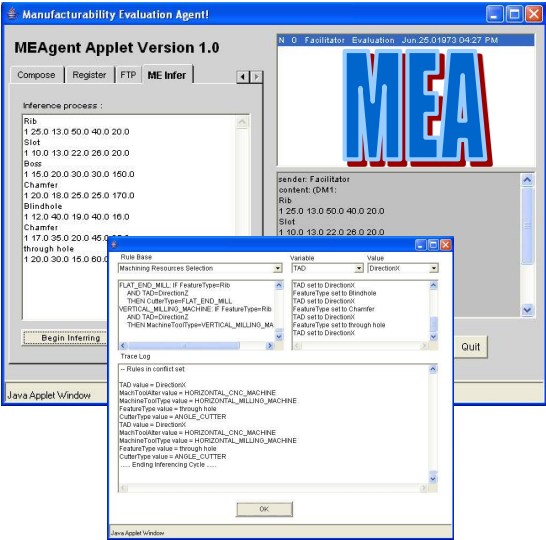 Manufacturability Evaluation Agent!
MEAgent Applet Version 1.0
Compose Register FTP ME Infer
Inference process :
Rib
1 25.0 13.0 50.0 40.0 20.0
Slot
1 10.0 13.0 22.0 26.0 20.0
Boss
1 15.0 20.0 30.0 30.0 150.0
Chamfer
1 20.0 18.0 25.0 25.0 170.0
Blindhole
1 12.0 40.0 19.0 40.0 16.0
Chamfer
1 17.0 35.0 20.0 45.0
through hole
1 20.0 30.0 15.0 60.0
Begin Inferring
N 0 Facilitator Evaluation Jun.25.01973 04:27 PM
MEA
sender: Facilitator
content: (DM1:
Rib
1 25.0 13.0 50.0 40.0 20.0
Slot
1 10.0 13.0 22.0 26.0 20.0
Quit
Java Applet Window
Rule Base
Machining Resources Selection
Variable
TAD
Value
DirectionX
FLAT_END_MILL: IF FeatureType=Rib
AND TAD=DirectionZ
THEN CutterType=FLAT_END_MILL
VERTICAL_MILLING_MACHINE: IF FeatureType=Rib
AND TAD=DirectionZ
THEN MachineToolType=VERTICAL_MILLING_MA
TAD set to DirectionX
FeatureType set to Blindhole
TAD set to DirectionX
FeatureType set to Chamfer
TAD set to DirectionX
FeatureType set to through hole
TAD set to DirectionX
Trace Log
-- Rules in conflict set:
TAD value = DirectionX
MachToolAlter value = HORIZONTAL_CNC_MACHINE
MachineToolType value = HORIZONTAL_MILLING_MACHINE
FeatureType value = through hole
CutterType value = ANGLE_CUTTER
TAD value = DirectionX
MachToolAlter value = HORIZONTAL_CNC_MACHINE
MachineToolType value = HORIZONTAL_MILLING_MACHINE
FeatureType value = through hole
CutterType value = ANGLE_CUTTER
...... Ending Inferencing Cycle .....
OK
Java Applet Window